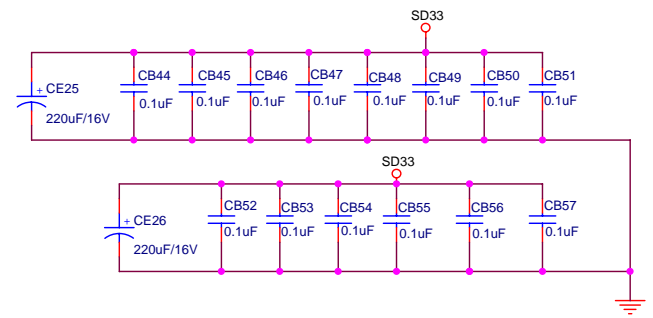 SD33
CB44 CB45 CB46 CB47 CB48 CB49 CB50 CB51
+ CE25
0.1uF 0.1uF 0.1uF 0.1uF 0.1uF 0.1uF 0.1uF 0.1uF
220uF/16V
SD33
CB52 CB53 CB54 CB55 CB56 CB57
+ CE26
0.1uF 0.1uF 0.1uF 0.1uF 0.1uF 0.1uF
220uF/16V